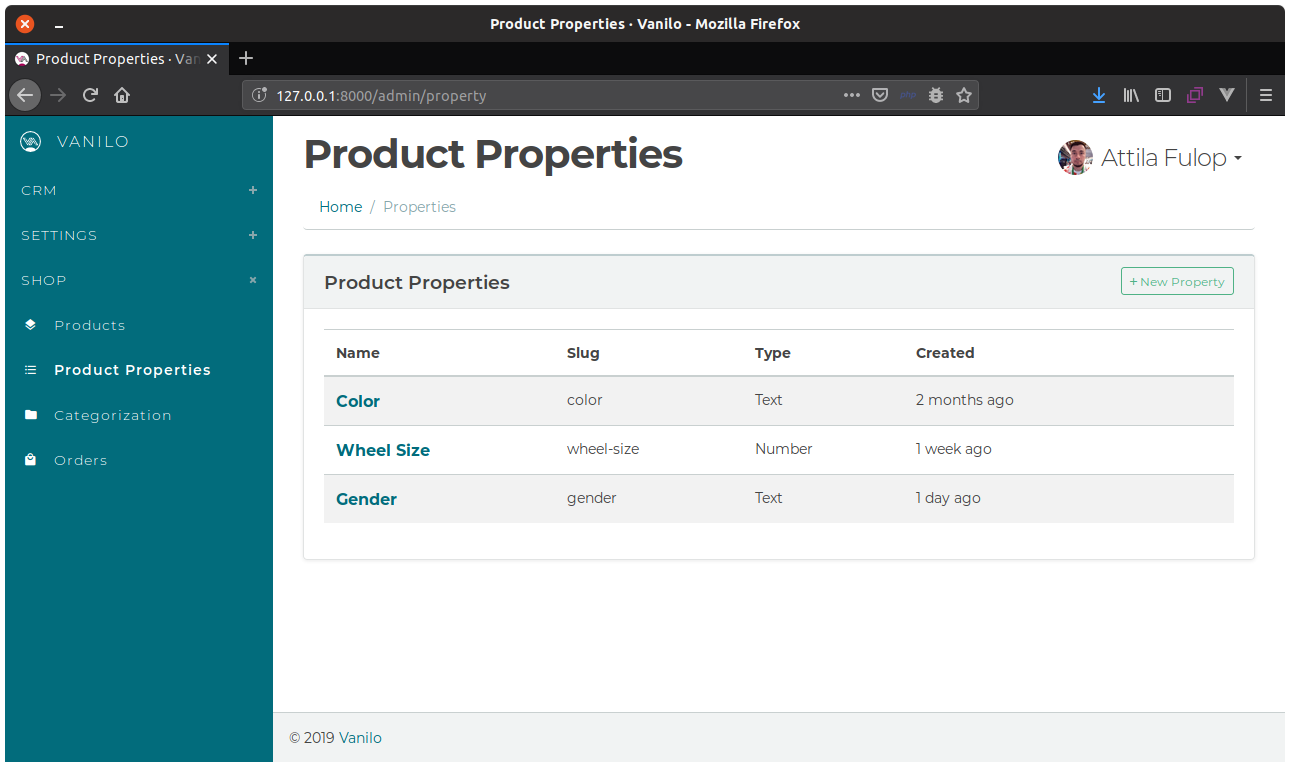 Product Properties · Vanilo - Mozilla Firefox
Product Properties · Van
127.0.0.1:8000/admin/property
VANILO
Product Properties
Attila Fulop
CRM
Home / Properties
SETTINGS
SHOP
Product Properties
+ New Property
Products
Product Properties
Categorization
Orders
Name Slug Type Created
Color color Text 2 months ago
Wheel Size wheel-size Number 1 week ago
Gender gender Text 1 day ago
© 2019 Vanilo